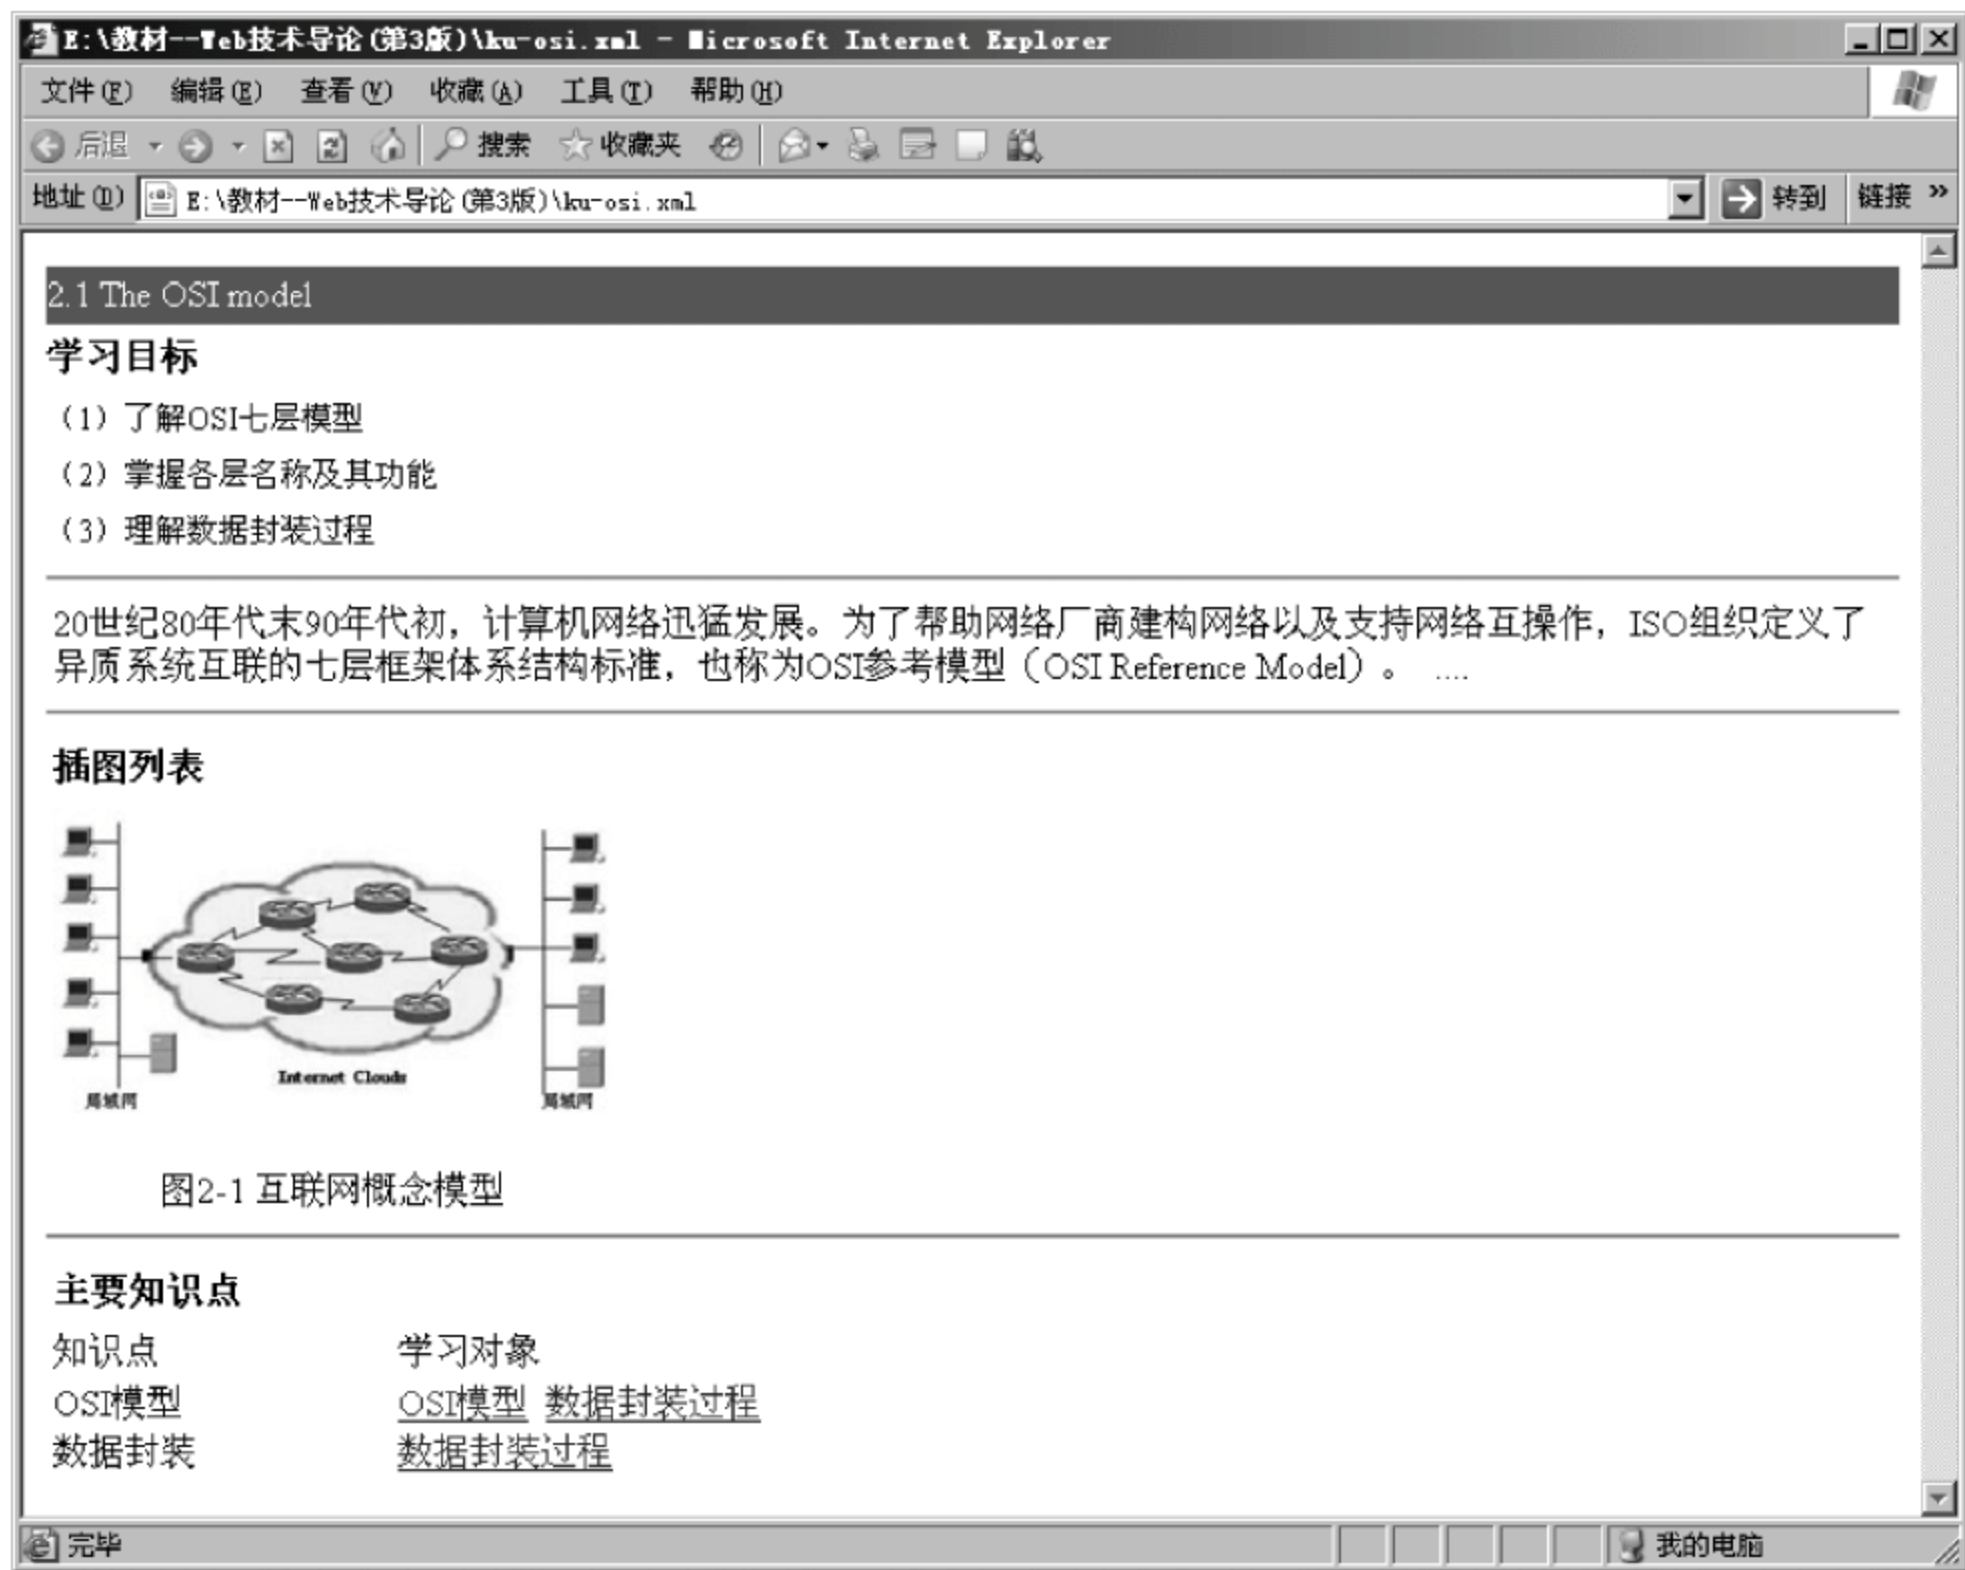 E:\教材--Web技术导论(第3版)\ku-osi.xml - Microsoft Internet Explorer
文件(F) 编辑(E) 查看(V) 收藏(A) 工具(T) 帮助(H)
后退 搜索 收藏夹
地址(D) E:\教材--Web技术导论(第3版)\ku-osi.xml 转到 链接 »
2.1 The OSI model
学习目标
（1）了解OSI七层模型
（2）掌握各层名称及其功能
（3）理解数据封装过程
20世纪80年代末90年代初，计算机网络迅猛发展。为了帮助网络厂商建构网络以及支持网络互操作，ISO组织定义了
异质系统互联的七层框架体系结构标准，也称为OSI参考模型（OSI Reference Model）。 ....
插图列表
Internet Clouds
局域网 局域网
图2-1 互联网概念模型
主要知识点
知识点 学习对象
OSI模型 OSI模型 数据封装过程
数据封装 数据封装过程
完毕 我的电脑